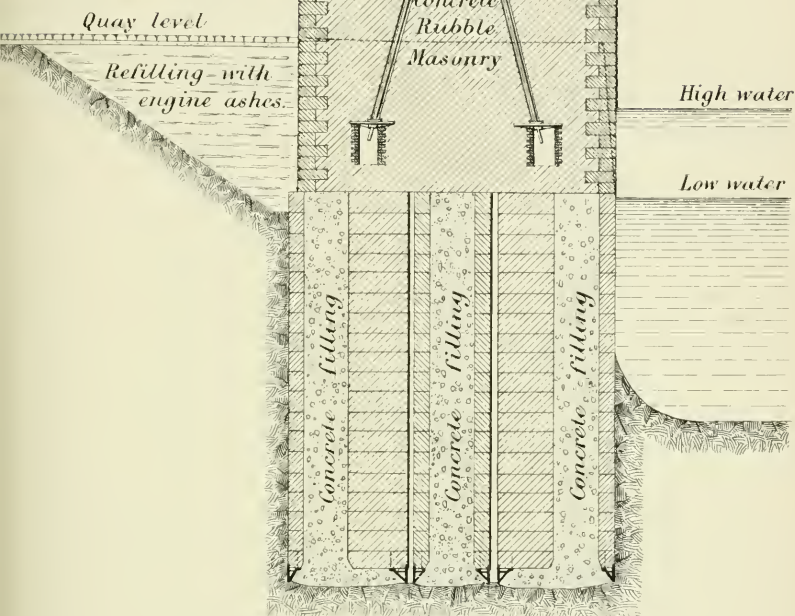 Concrete
Rubble
Masonry
Quay level
Refilling with
engine ashes.
High water
Low water
Concrete filling
Concrete filling
Concrete filling